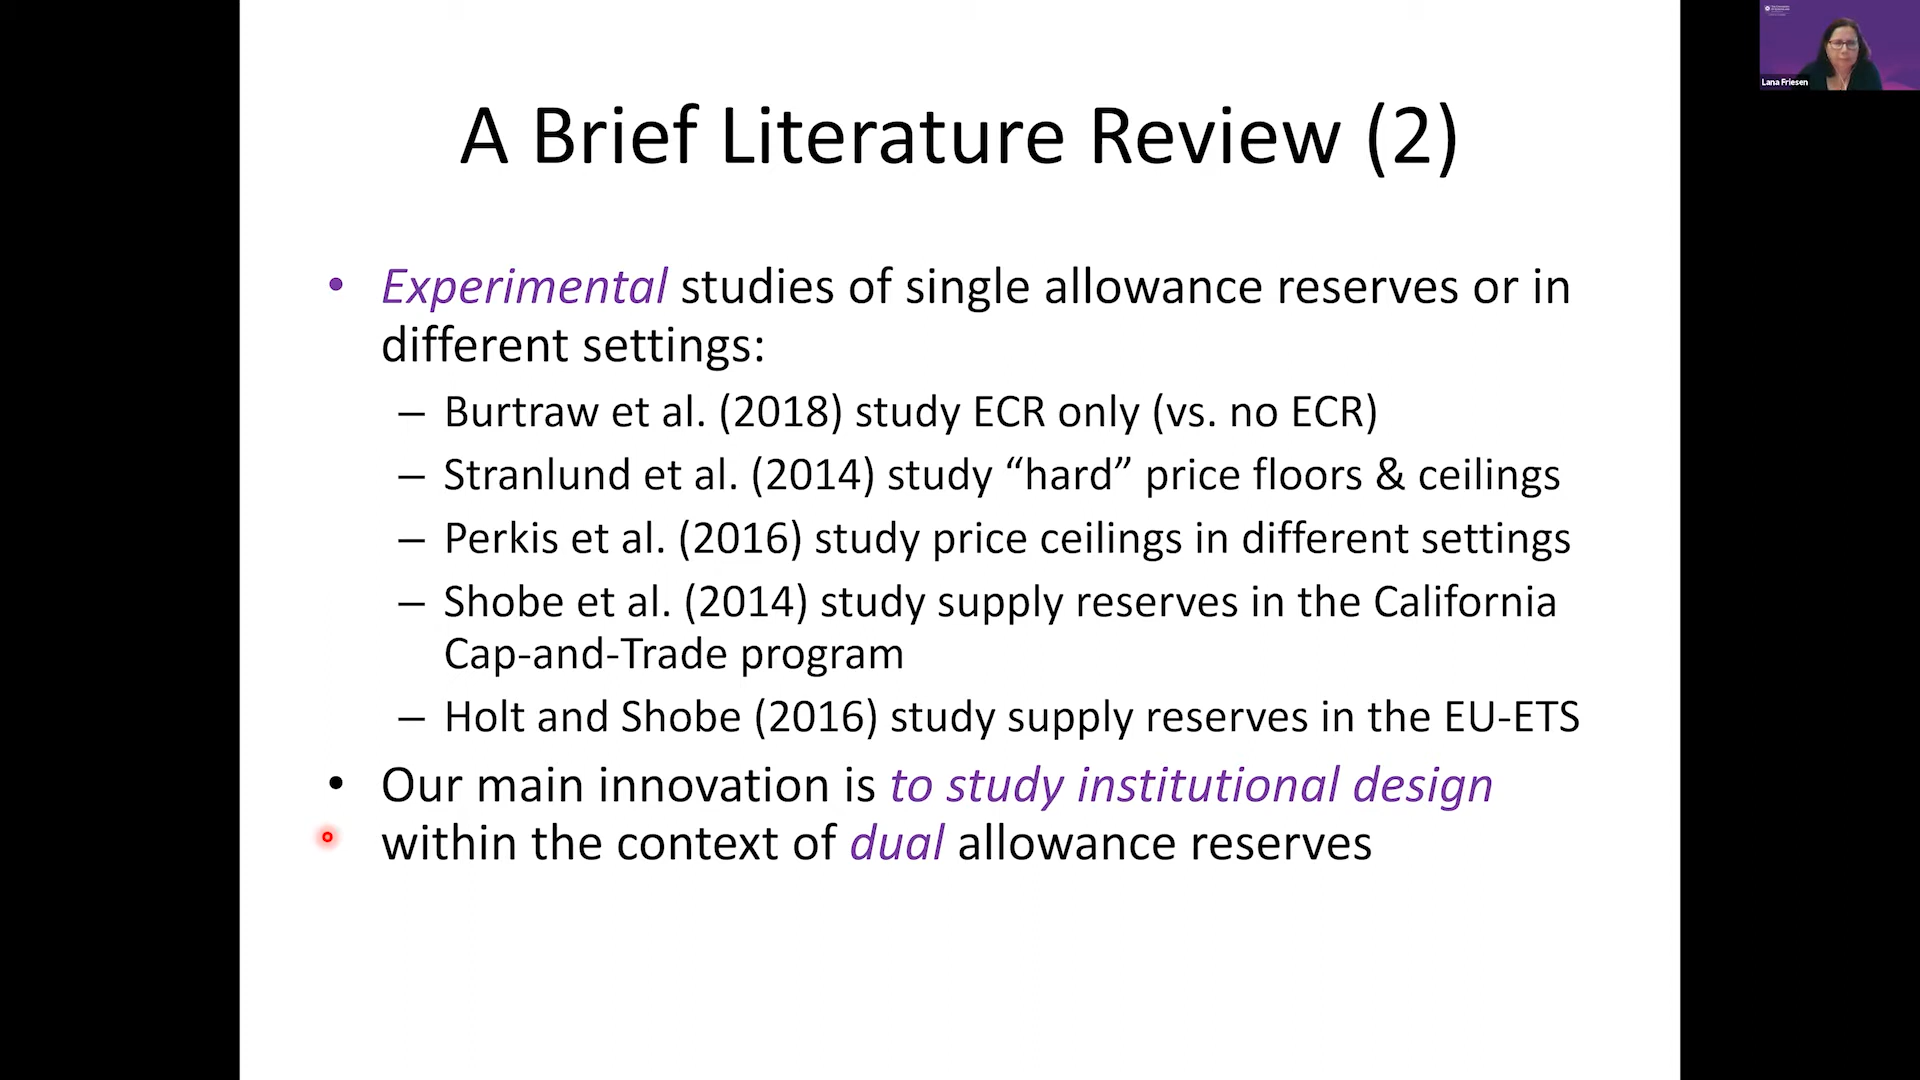 A Brief Literature Review (2)
Lana Friesen
• Experimental studies of single allowance reserves or in
different settings:
– Burtraw et al. (2018) study ECR only (vs. no ECR)
– Stranlund et al. (2014) study “hard” price floors & ceilings
– Perkis et al. (2016) study price ceilings in different settings
– Shobe et al. (2014) study supply reserves in the California
Cap-and-Trade program
– Holt and Shobe (2016) study supply reserves in the EU-ETS
• Our main innovation is to study institutional design
within the context of dual allowance reserves